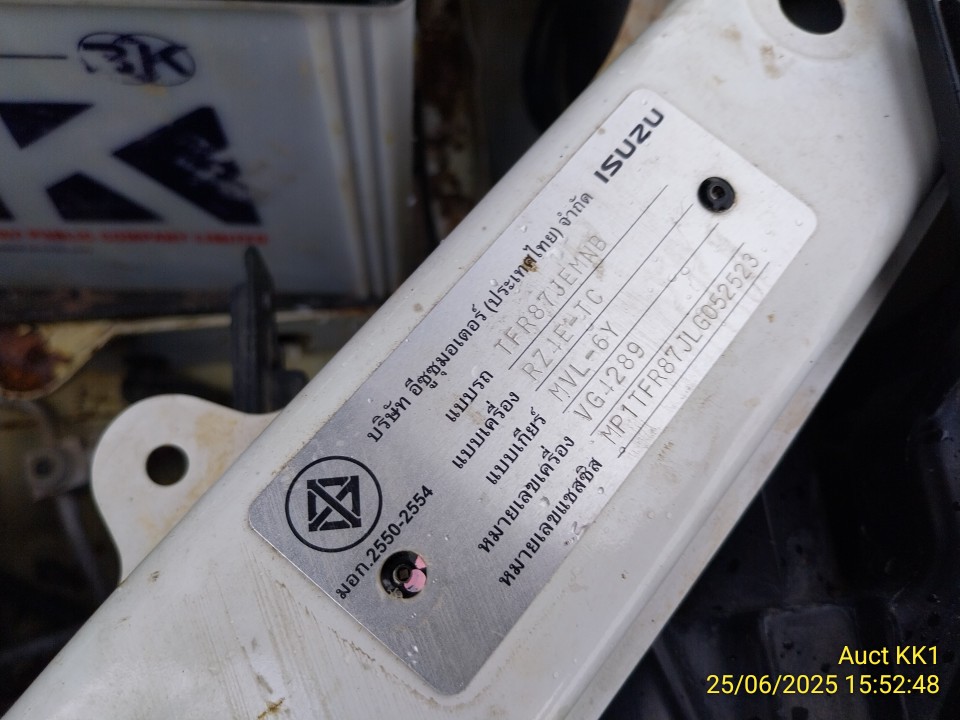 BK
PUBLIC COMPANY LIMITED
ISUZU
บริษัท อีซูซุมอเตอร์ (ประเทศไทย) จำกัด
แบบรถ TFR87JEMNB
แบบเครื่อง RZ4E-TC
แบบเกียร์ MVL-6Y
หมายเลขเครื่อง VG4289
หมายเลขแชสซิส MP1TFR87JLG052523
มอก.2550-2554
Auct KK1
25/06/2025 15:52:48